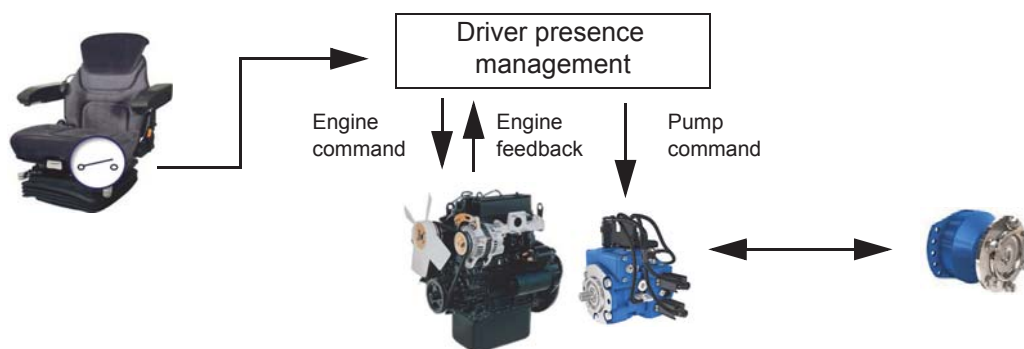 Driver presence
management
Engine
command
Engine
feedback
Pump
command